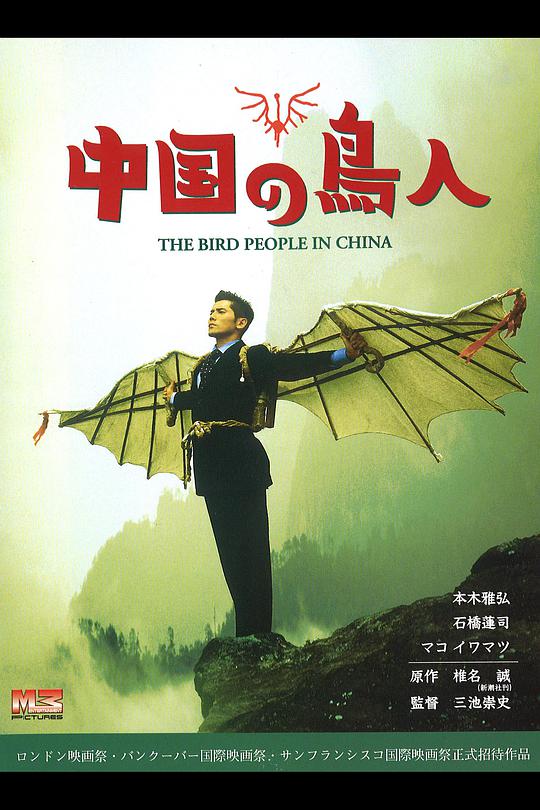 中国の鳥人
THE BIRD PEOPLE IN CHINA
本木雅弘
石橋蓮司
マコ イワマツ
原作 椎名 誠
(新潮社刊)
監督 三池崇史
M3
ENTERTAINMENT
PICTURES
ロンドン映画祭・バンクーバー国際映画祭・サンフランシスコ国際映画祭正式招待作品